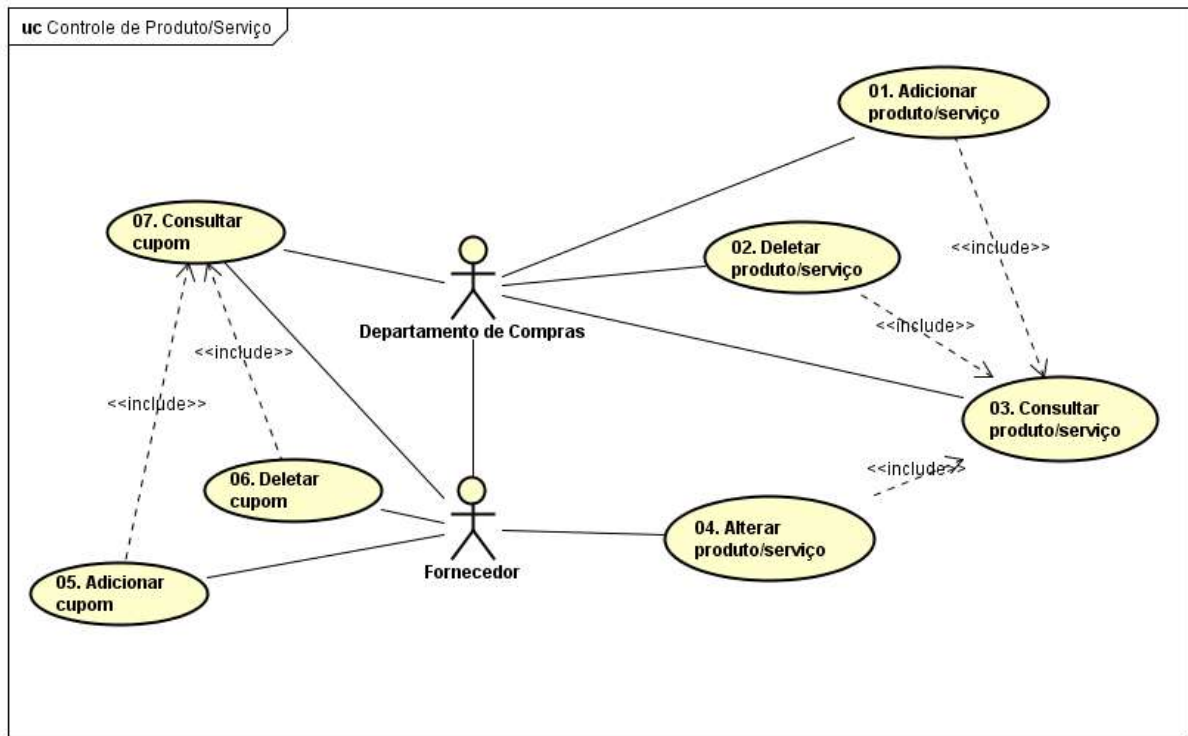 uc Controle de Produto/Serviço
01. Adicionar
produto/serviço
07. Consultar
cupom
02. Deletar
produto/serviço
<<include>>
Departamento de Compras
<<include>>
<<include>>
<<include>>
03. Consultar
produto/serviço
<<include>>
06. Deletar
cupom
04. Alterar
produto/serviço
Fornecedor
05. Adicionar
cupom